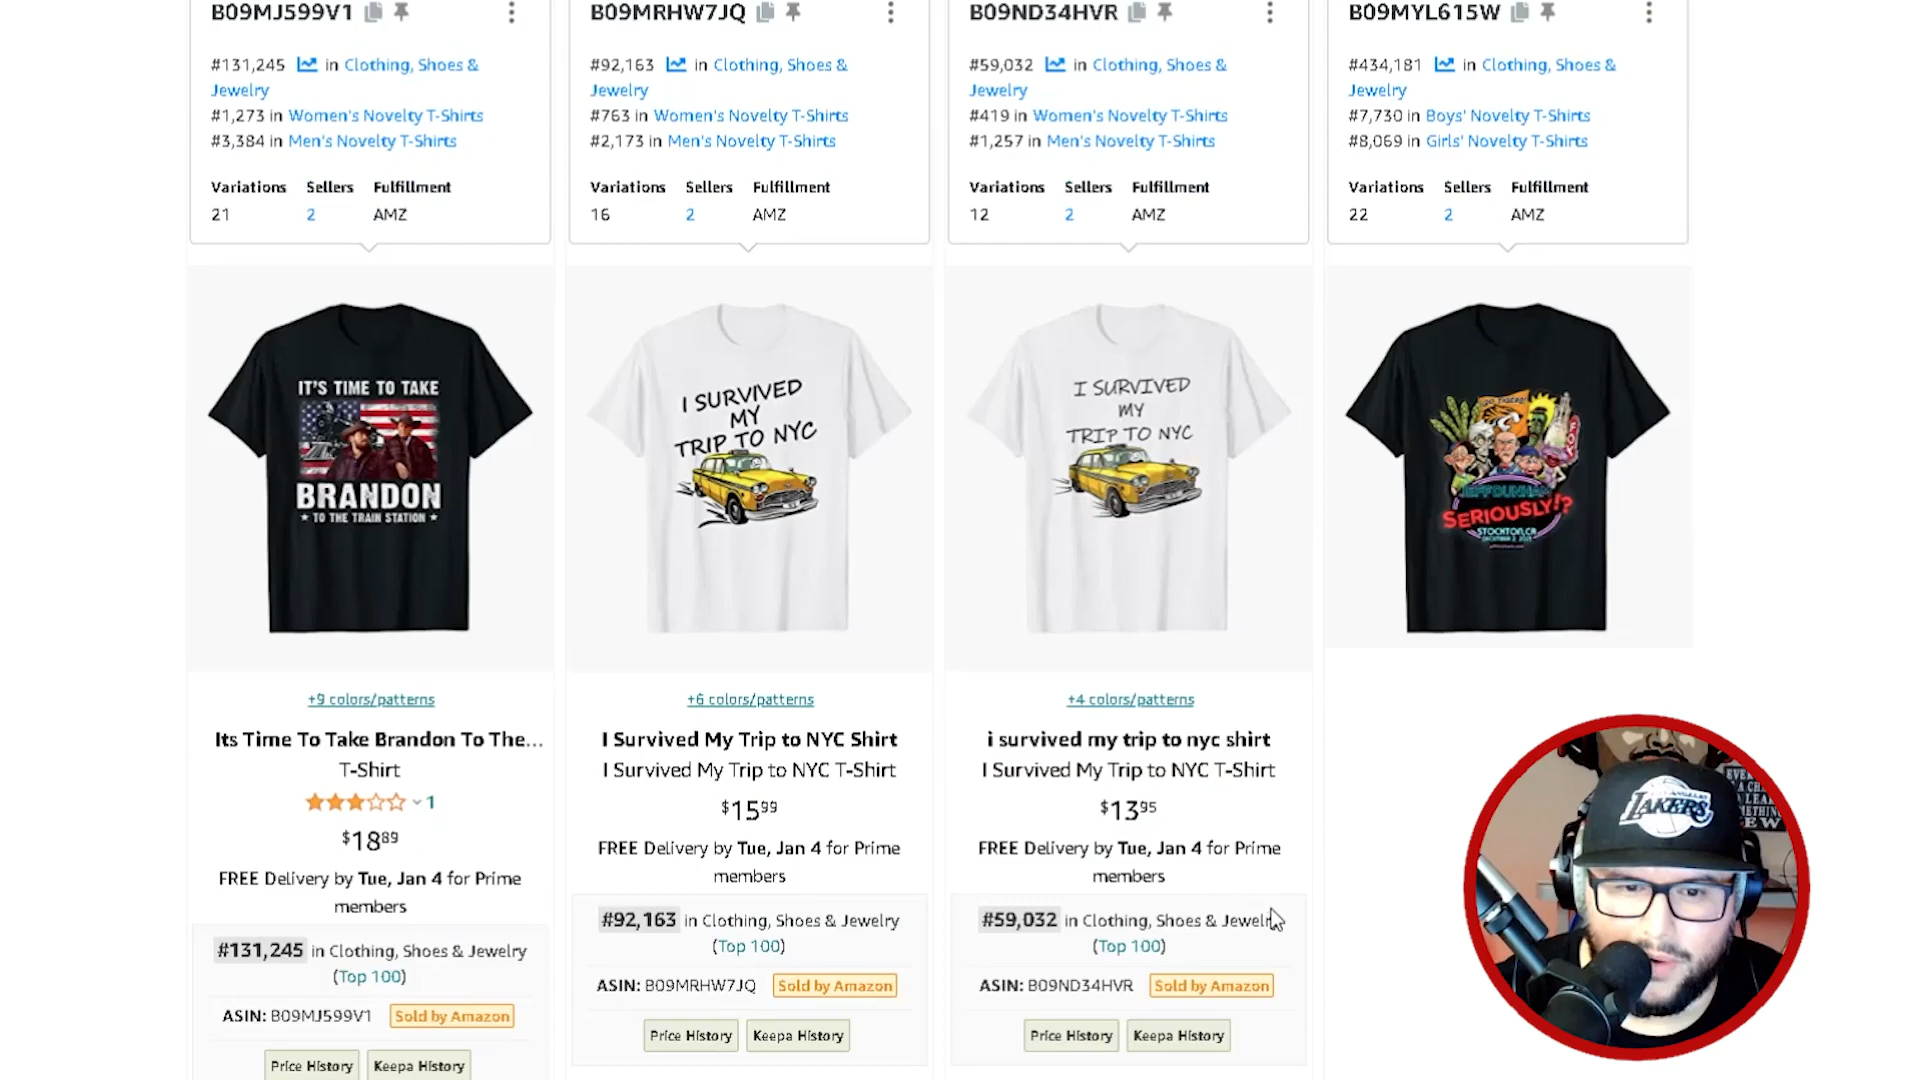 B09MJ599V1
#131,245 in Clothing, Shoes &
Jewelry
#1,273 in Women's Novelty T-Shirts
#3,384 in Men's Novelty T-Shirts
Variations Sellers Fulfillment
21 2 AMZ
IT'S TIME TO TAKE
BRANDON
TO THE TRAIN STATION
+9 colors/patterns
Its Time To Take Brandon To The...
T-Shirt
1
$18 89
FREE Delivery by Tue, Jan 4 for Prime
members
#131,245 in Clothing, Shoes & Jewelry
(Top 100)
ASIN: B09MJ599V1 Sold by Amazon
Price History Keepa History
B09MRHW7JQ
#92,163 in Clothing, Shoes &
Jewelry
#763 in Women's Novelty T-Shirts
#2,173 in Men's Novelty T-Shirts
Variations Sellers Fulfillment
16 2 AMZ
I SURVIVED
MY
TRIP TO NYC
+6 colors/patterns
I Survived My Trip to NYC Shirt
I Survived My Trip to NYC T-Shirt
$15 99
FREE Delivery by Tue, Jan 4 for Prime
members
#92,163 in Clothing, Shoes & Jewelry
(Top 100)
ASIN: B09MRHW7JQ Sold by Amazon
Price History Keepa History
B09ND34HVR
#59,032 in Clothing, Shoes &
Jewelry
#419 in Women's Novelty T-Shirts
#1,257 in Men's Novelty T-Shirts
Variations Sellers Fulfillment
12 2 AMZ
I SURVIVED
MY
TRIP TO NYC
+4 colors/patterns
i survived my trip to nyc shirt
I Survived My Trip to NYC T-Shirt
$13 95
FREE Delivery by Tue, Jan 4 for Prime
members
#59,032 in Clothing, Shoes & Jewelry
(Top 100)
ASIN: B09ND34HVR Sold by Amazon
Price History Keepa History
B09MYL615W
#434,181 in Clothing, Shoes &
Jewelry
#7,730 in Boys' Novelty T-Shirts
#8,069 in Girls' Novelty T-Shirts
Variations Sellers Fulfillment
22 2 AMZ
JEFF DUNHAM
SERIOUSLY!?
STOCKTON, CA
LAKERS